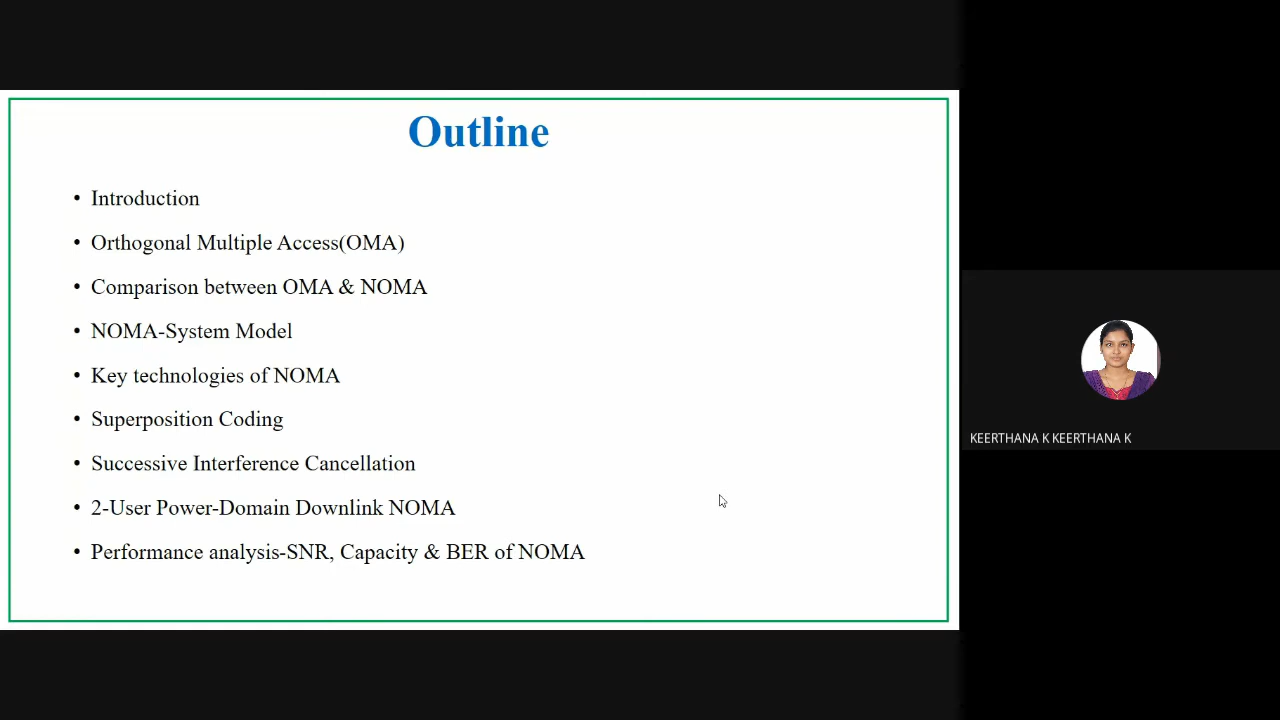 Outline
• Introduction
• Orthogonal Multiple Access(OMA)
• Comparison between OMA & NOMA
• NOMA-System Model
• Key technologies of NOMA
• Superposition Coding
• Successive Interference Cancellation
• 2-User Power-Domain Downlink NOMA
• Performance analysis-SNR, Capacity & BER of NOMA
KEERTHANA K KEERTHANA K